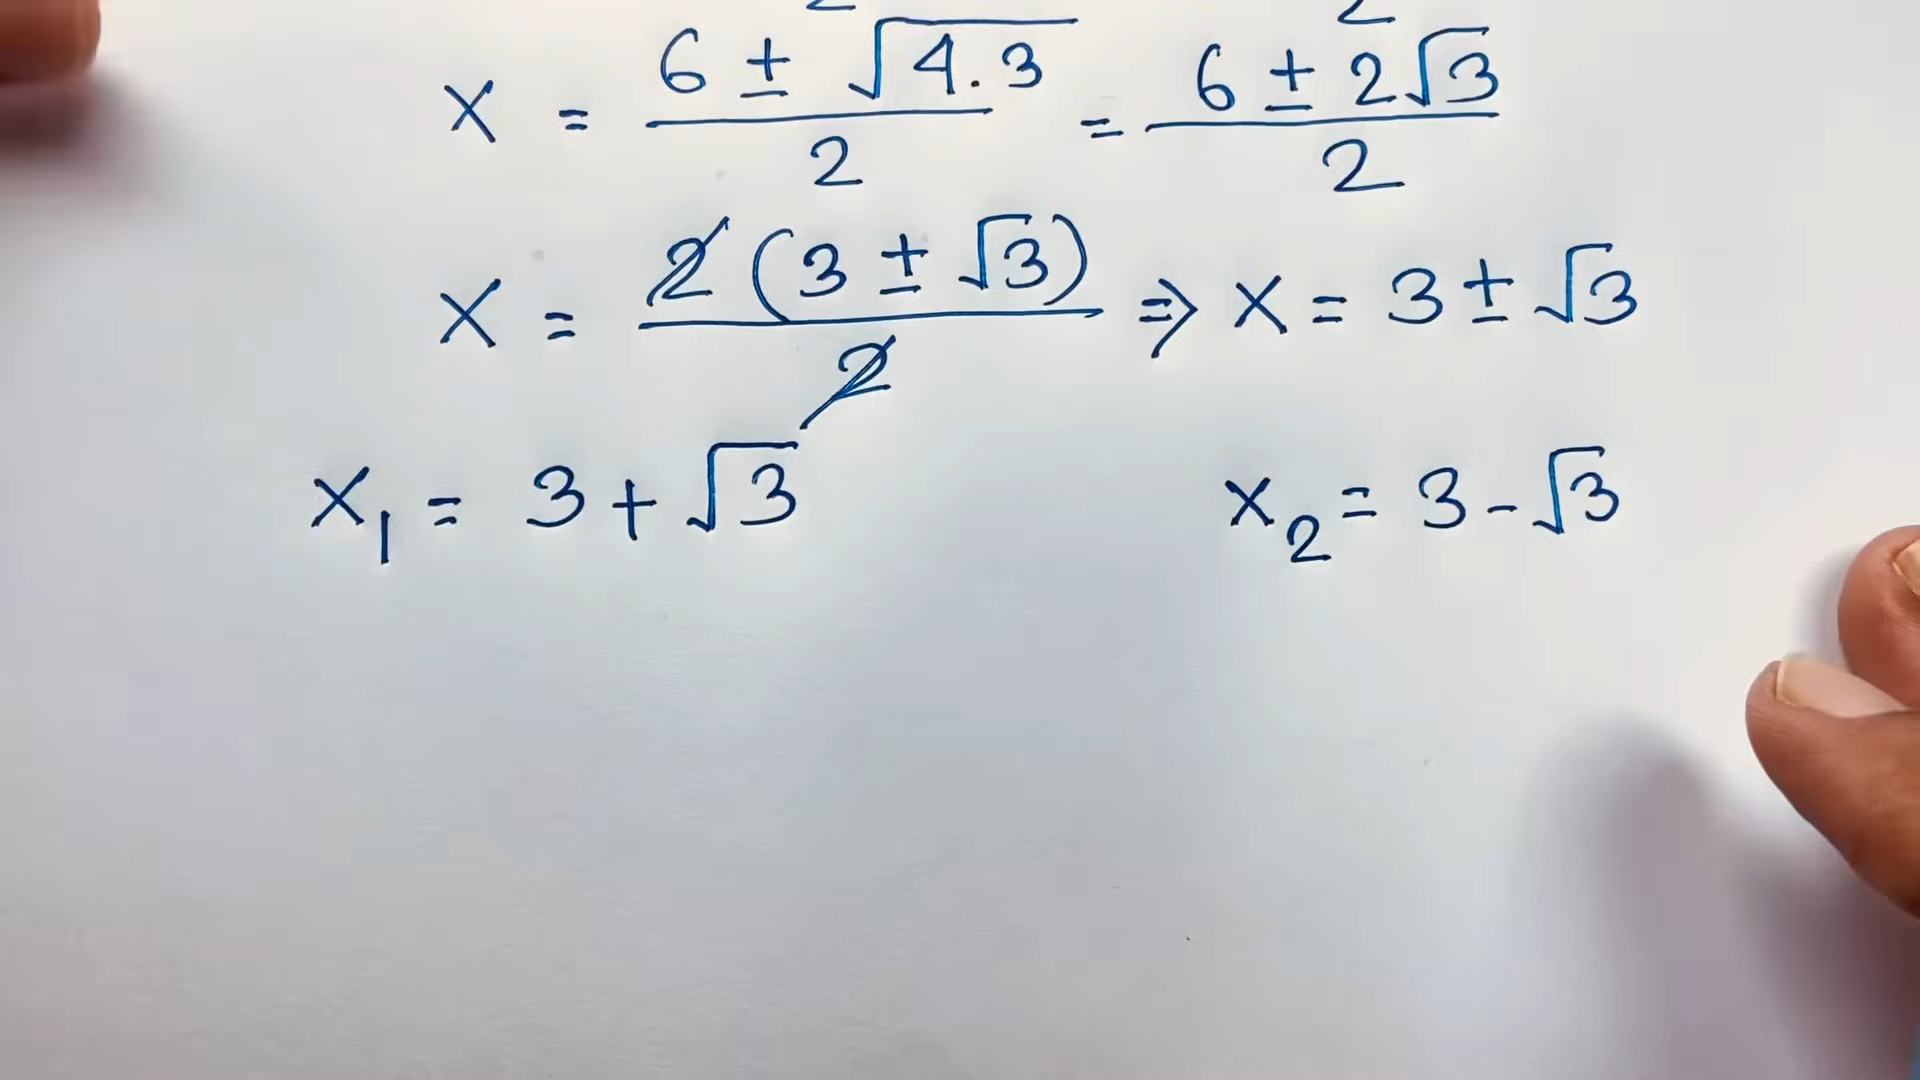 x = (6 ± √4.3)/2 = (6 ± 2√3)/2
x = 2(3 ± √3)/2 ⇒ x = 3 ± √3
x₁ = 3 + √3 x₂ = 3 - √3